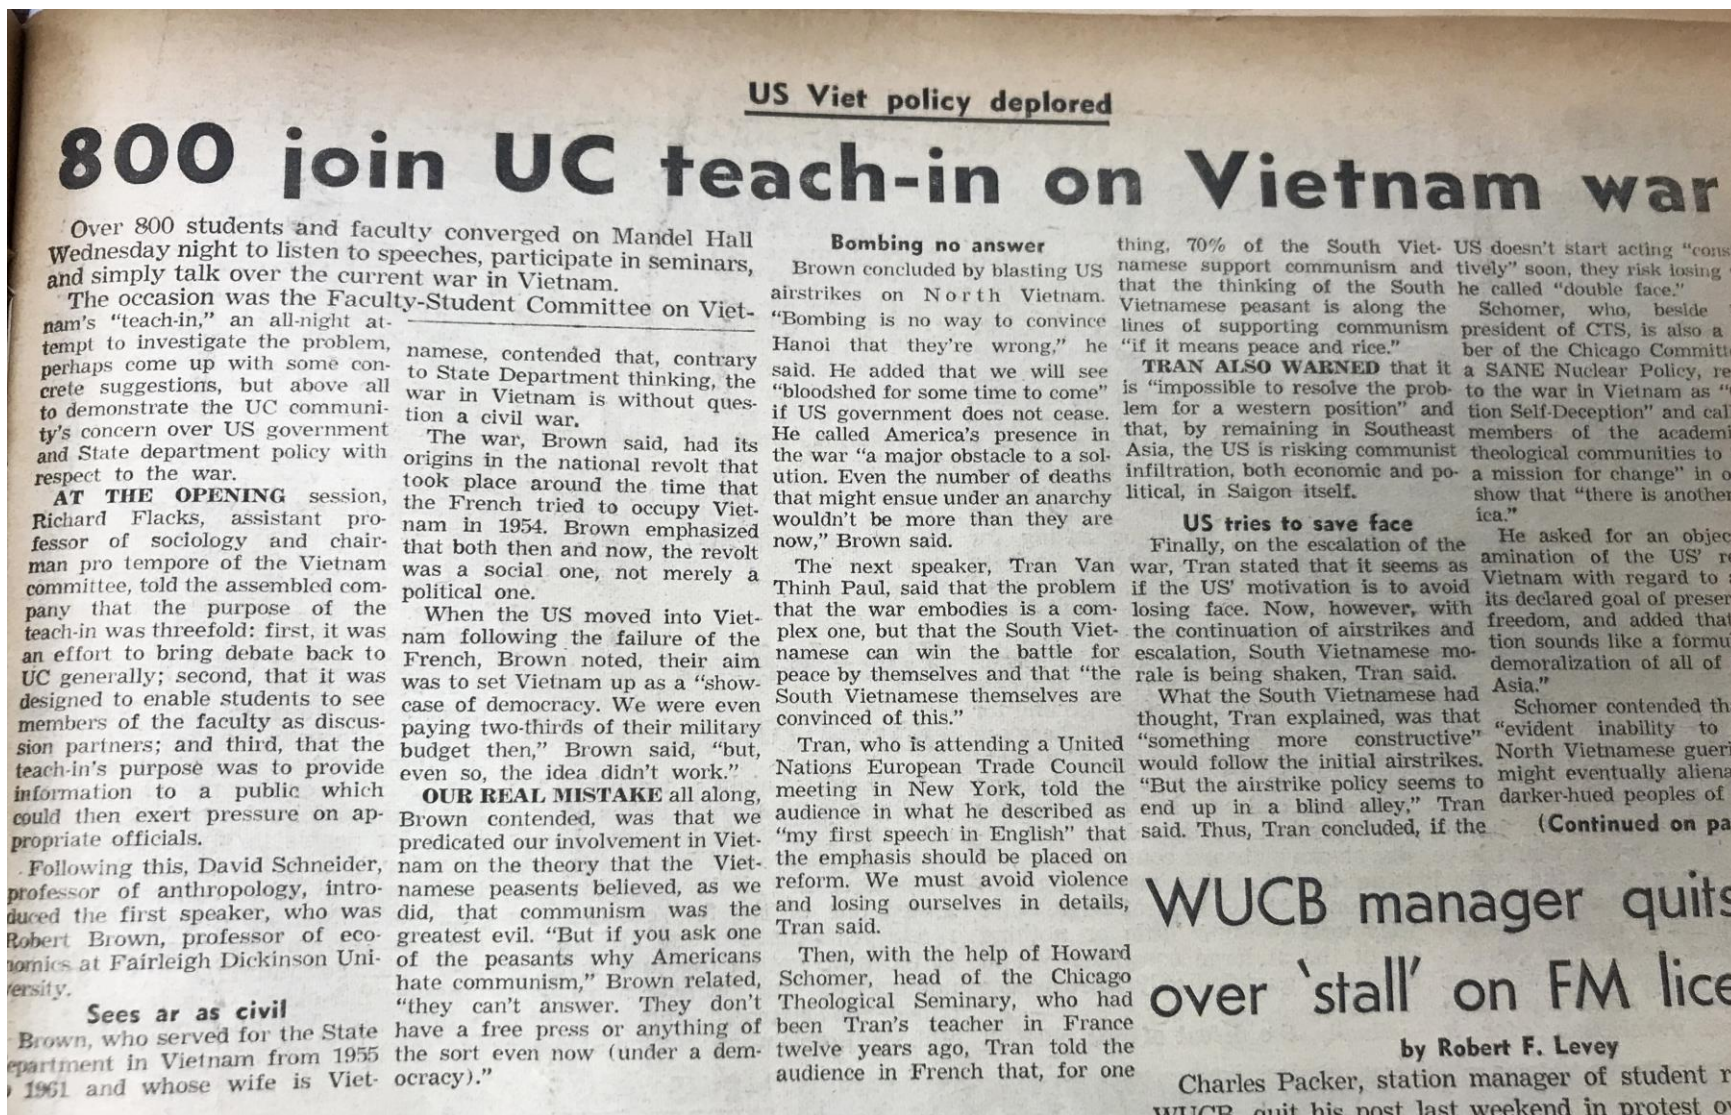 US Viet policy deplored
800 join UC teach-in on Vietnam war
Over 800 students and faculty converged on Mandel Hall
Wednesday night to listen to speeches, participate in seminars,
and simply talk over the current war in Vietnam.
The occasion was the Faculty-Student Committee on Viet-
nam's "teach-in," an all-night at-
tempt to investigate the problem,
perhaps come up with some con-
crete suggestions, but above all
to demonstrate the UC communi-
ty's concern over US government
and State department policy with
respect to the war.
AT THE OPENING session,
Richard Flacks, assistant pro-
fessor of sociology and chair-
man pro tempore of the Vietnam
committee, told the assembled com-
pany that the purpose of the
teach-in was threefold: first, it was
an effort to bring debate back to
UC generally; second, that it was
designed to enable students to see
members of the faculty as discus-
sion partners; and third, that the
teach-in's purpose was to provide
information to a public which
could then exert pressure on ap-
propriate officials.
Following this, David Schneider,
professor of anthropology, intro-
duced the first speaker, who was
Robert Brown, professor of eco-
nomics at Fairleigh Dickinson Uni-
versity.
Sees ar as civil
Brown, who served for the State
epartment in Vietnam from 1955
1961 and whose wife is Viet-
namese, contended that, contrary
to State Department thinking, the
war in Vietnam is without ques-
tion a civil war.
The war, Brown said, had its
origins in the national revolt that
took place around the time that
the French tried to occupy Viet-
nam in 1954. Brown emphasized
that both then and now, the revolt
was a social one, not merely a
political one.
When the US moved into Viet-
nam following the failure of the
French, Brown noted, their aim
was to set Vietnam up as a "show-
case of democracy. We were even
paying two-thirds of their military
budget then," Brown said, "but,
even so, the idea didn't work."
OUR REAL MISTAKE all along,
Brown contended, was that we
predicated our involvement in Viet-
nam on the theory that the Viet-
namese peasents believed, as we
did, that communism was the
greatest evil. "But if you ask one
of the peasants why Americans
hate communism," Brown related,
"they can't answer. They don't
have a free press or anything of
the sort even now (under a dem-
ocracy)."
Bombing no answer
Brown concluded by blasting US
airstrikes on North Vietnam.
"Bombing is no way to convince
Hanoi that they're wrong," he
said. He added that we will see
"bloodshed for some time to come"
if US government does not cease.
He called America's presence in
the war "a major obstacle to a sol-
ution. Even the number of deaths
that might ensue under an anarchy
wouldn't be more than they are
now," Brown said.
The next speaker, Tran Van
Thinh Paul, said that the problem
that the war embodies is a com-
plex one, but that the South Viet-
namese can win the battle for
peace by themselves and that "the
South Vietnamese themselves are
convinced of this."
Tran, who is attending a United
Nations European Trade Council
meeting in New York, told the
audience in what he described as
"my first speech in English" that
the emphasis should be placed on
reform. We must avoid violence
and losing ourselves in details,
Tran said.
Then, with the help of Howard
Schomer, head of the Chicago
Theological Seminary, who had
been Tran's teacher in France
twelve years ago, Tran told the
audience in French that, for one
thing, 70% of the South Viet-
namese support communism and
that the thinking of the South
Vietnamese peasant is along the
lines of supporting communism
"if it means peace and rice."
TRAN ALSO WARNED that it
is "impossible to resolve the prob-
lem for a western position" and
that, by remaining in Southeast
Asia, the US is risking communist
infiltration, both economic and po-
litical, in Saigon itself.
US tries to save face
Finally, on the escalation of the
war, Tran stated that it seems as
if the US' motivation is to avoid
losing face. Now, however, with
the continuation of airstrikes and
escalation, South Vietnamese mo-
rale is being shaken, Tran said.
What the South Vietnamese had
thought, Tran explained, was that
"something more constructive"
would follow the initial airstrikes.
"But the airstrike policy seems to
end up in a blind alley," Tran
said. Thus, Tran concluded, if the
US doesn't start acting "cons
tively" soon, they risk losing
he called "double face."
Schomer, who, beside
president of CTS, is also a
ber of the Chicago Committ
a SANE Nuclear Policy, re
to the war in Vietnam as "
tion Self-Deception" and cal
members of the academi
theological communities to
a mission for change" in o
show that "there is another
ica."
He asked for an objec
amination of the US' r
Vietnam with regard to
its declared goal of preser
freedom, and added that
tion sounds like a formu
demoralization of all of
Asia."
Schomer contended th
"evident inability to
North Vietnamese gueri
might eventually aliena
darker-hued peoples of
(Continued on pa
WUCB manager quits
over 'stall' on FM lice
by Robert F. Levey
Charles Packer, station manager of student r
WUCB, quit his post last weekend in protest o